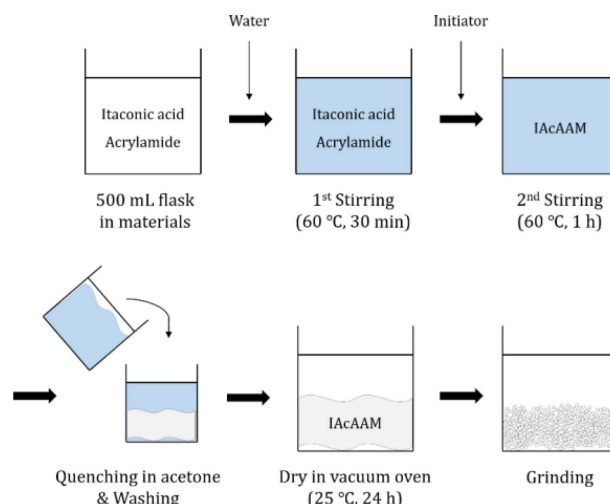 Water
Initiator
Itaconic acid
Acrylamide
Itaconic acid
Acrylamide
IAcAAM
500 mL flask
in materials
1st Stirring
(60 °C, 30 min)
2nd Stirring
(60 °C, 1 h)
IAcAAM
Quenching in acetone
& Washing
Dry in vacuum oven
(25 °C, 24 h)
Grinding